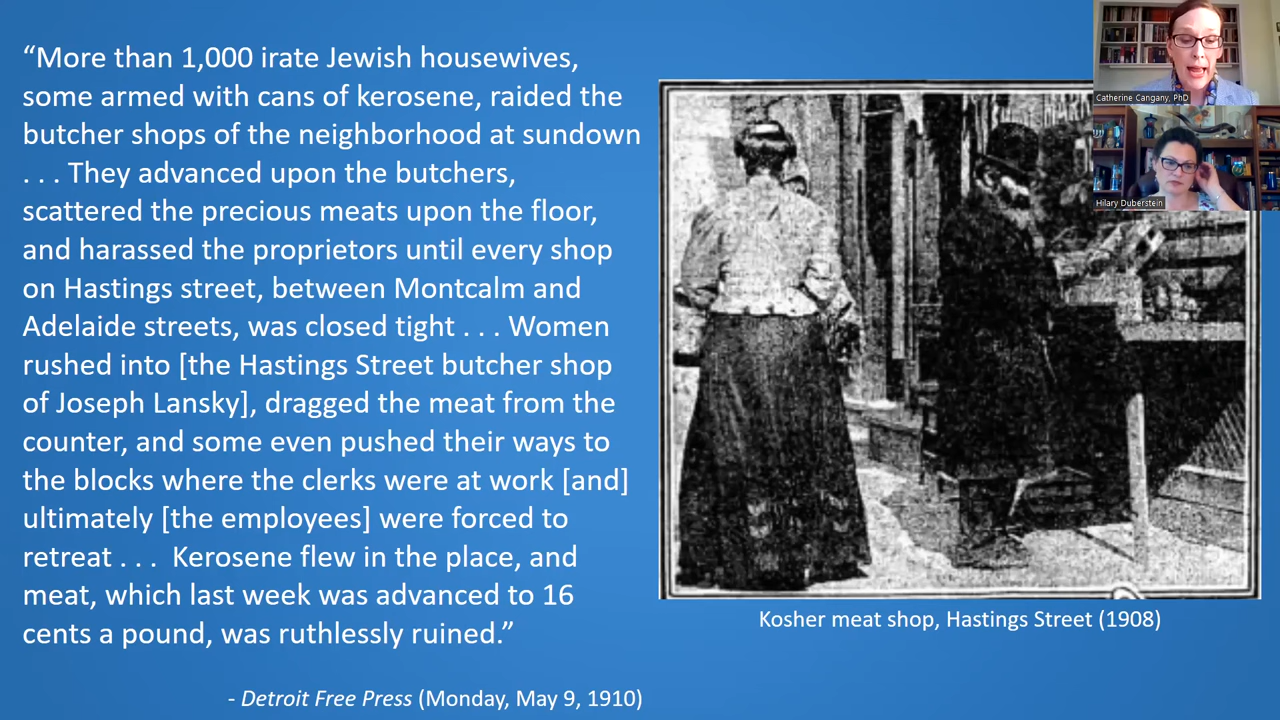 “More than 1,000 irate Jewish housewives,
some armed with cans of kerosene, raided the
butcher shops of the neighborhood at sundown
. . . They advanced upon the butchers,
scattered the precious meats upon the floor,
and harassed the proprietors until every shop
on Hastings street, between Montcalm and
Adelaide streets, was closed tight . . . Women
rushed into [the Hastings Street butcher shop
of Joseph Lansky], dragged the meat from the
counter, and some even pushed their ways to
the blocks where the clerks were at work [and]
ultimately [the employees] were forced to
retreat . . . Kerosene flew in the place, and
meat, which last week was advanced to 16
cents a pound, was ruthlessly ruined.”
- Detroit Free Press (Monday, May 9, 1910)
Kosher meat shop, Hastings Street (1908)
Catherine Cangany, PhD
Hilary Duberstein